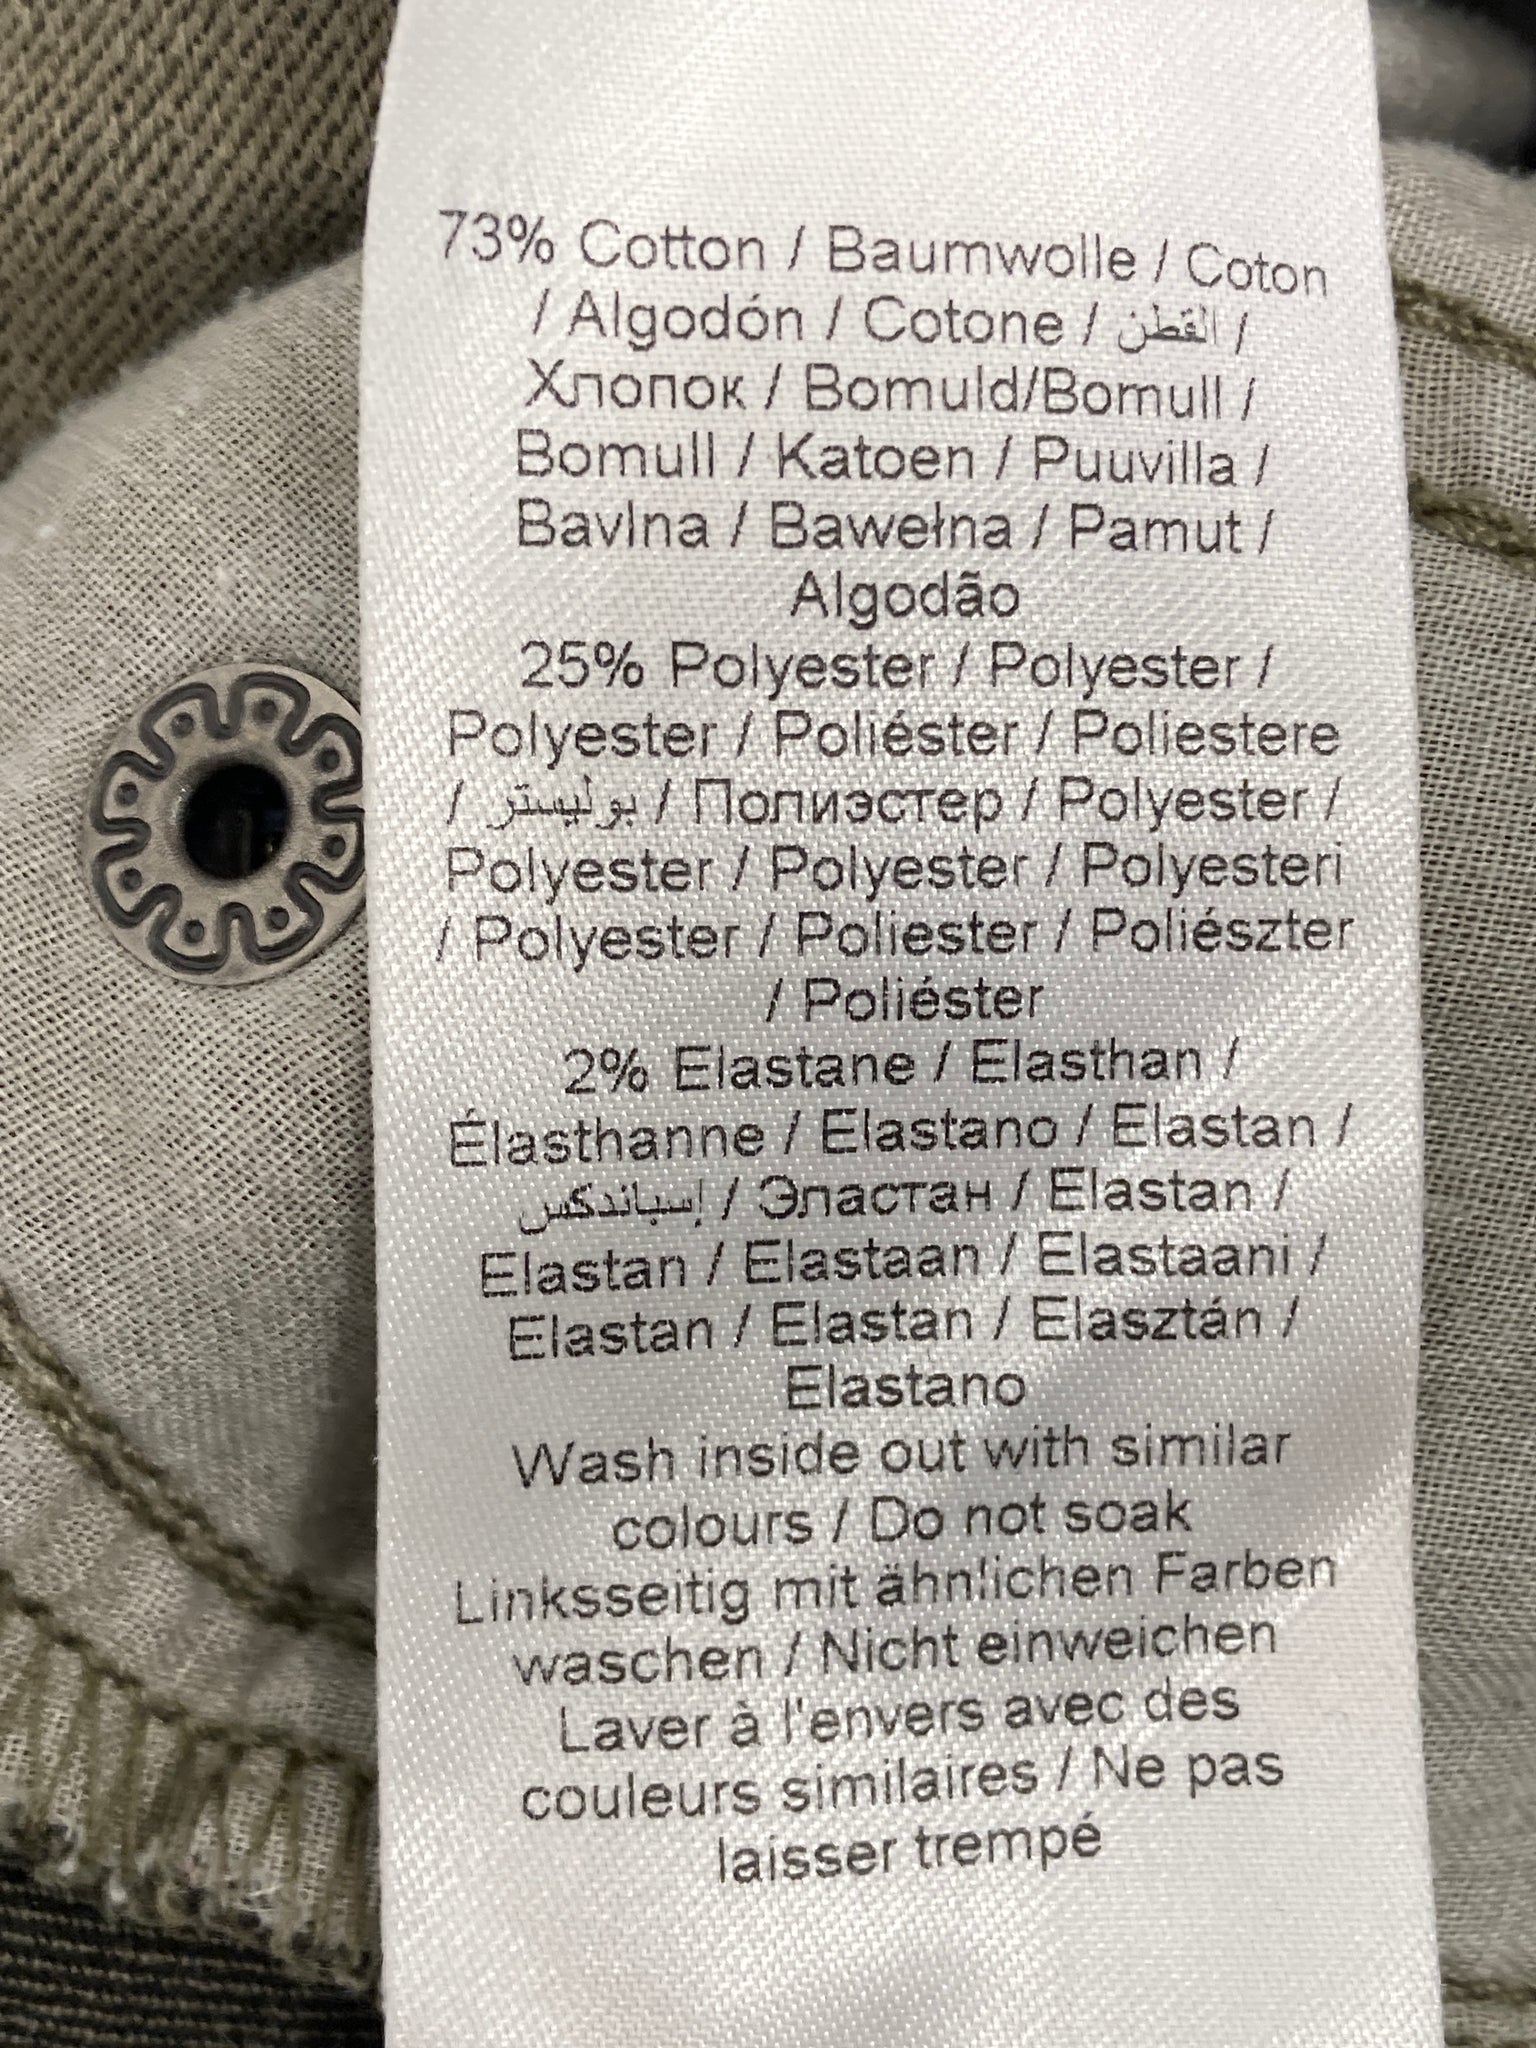 73% Cotton / Baumwolle / Coton
/ Algodón / Cotone / القطن /
Хлопок / Bomuld/Bomull /
Bomull / Katoen / Puuvilla /
Bavlna / Bawełna / Pamut /
Algodão
25% Polyester / Polyester /
Polyester / Poliéster / Poliestere
/ بوليستر / Полиэстер / Polyester /
Polyester / Polyester / Polyesteri
/ Polyester / Poliester / Poliészter
/ Poliéster
2% Elastane / Elasthan /
Élasthanne / Elastano / Elastan /
إسباندكس / Эластан / Elastan /
Elastan / Elastaan / Elastaani /
Elastan / Elastan / Elasztán /
Elastano
Wash inside out with similar
colours / Do not soak
Linksseitig mit ähnlichen Farben
waschen / Nicht einweichen
Laver à l'envers avec des
couleurs similaires / Ne pas
laisser trempé